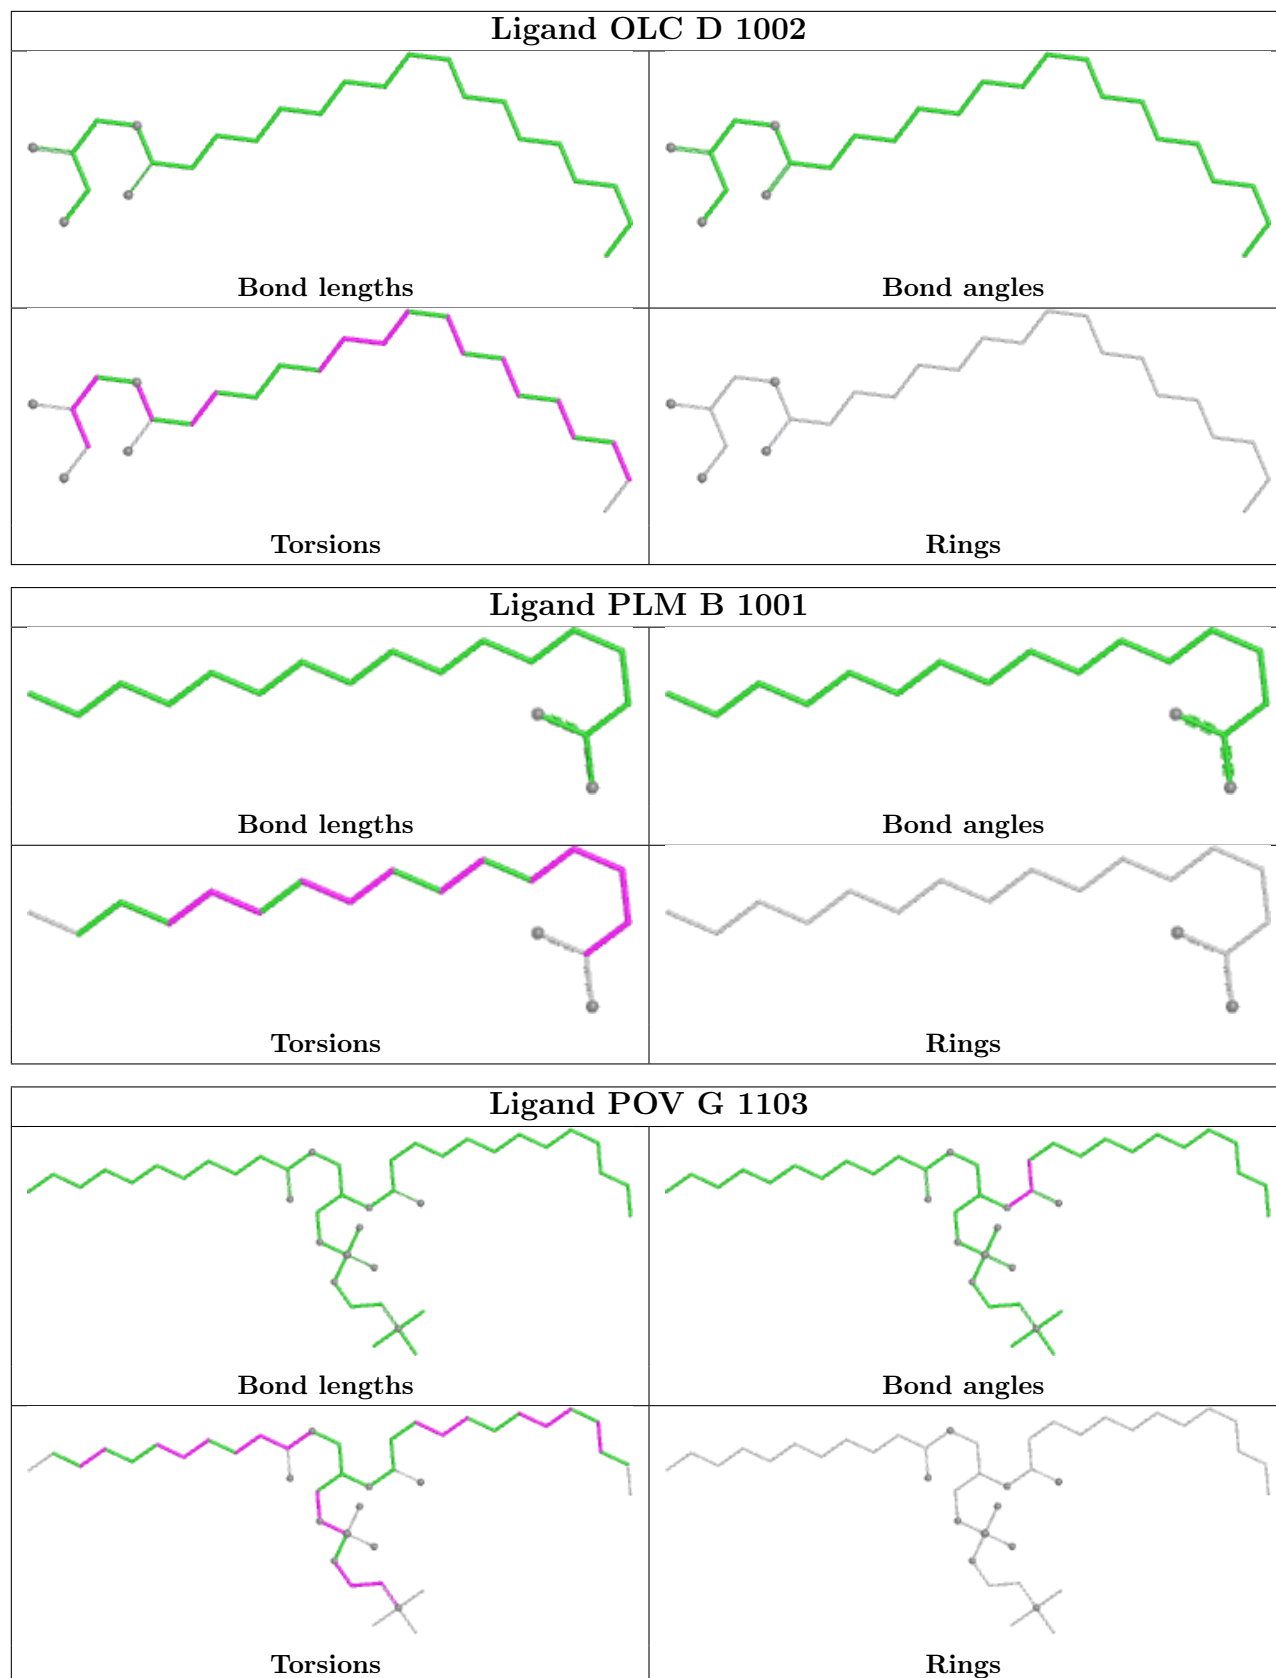 Ligand OLC D 1002
Bond lengths
Bond angles
Torsions
Rings
Ligand PLM B 1001
Bond lengths
Bond angles
Torsions
Rings
Ligand POV G 1103
Bond lengths
Bond angles
Torsions
Rings